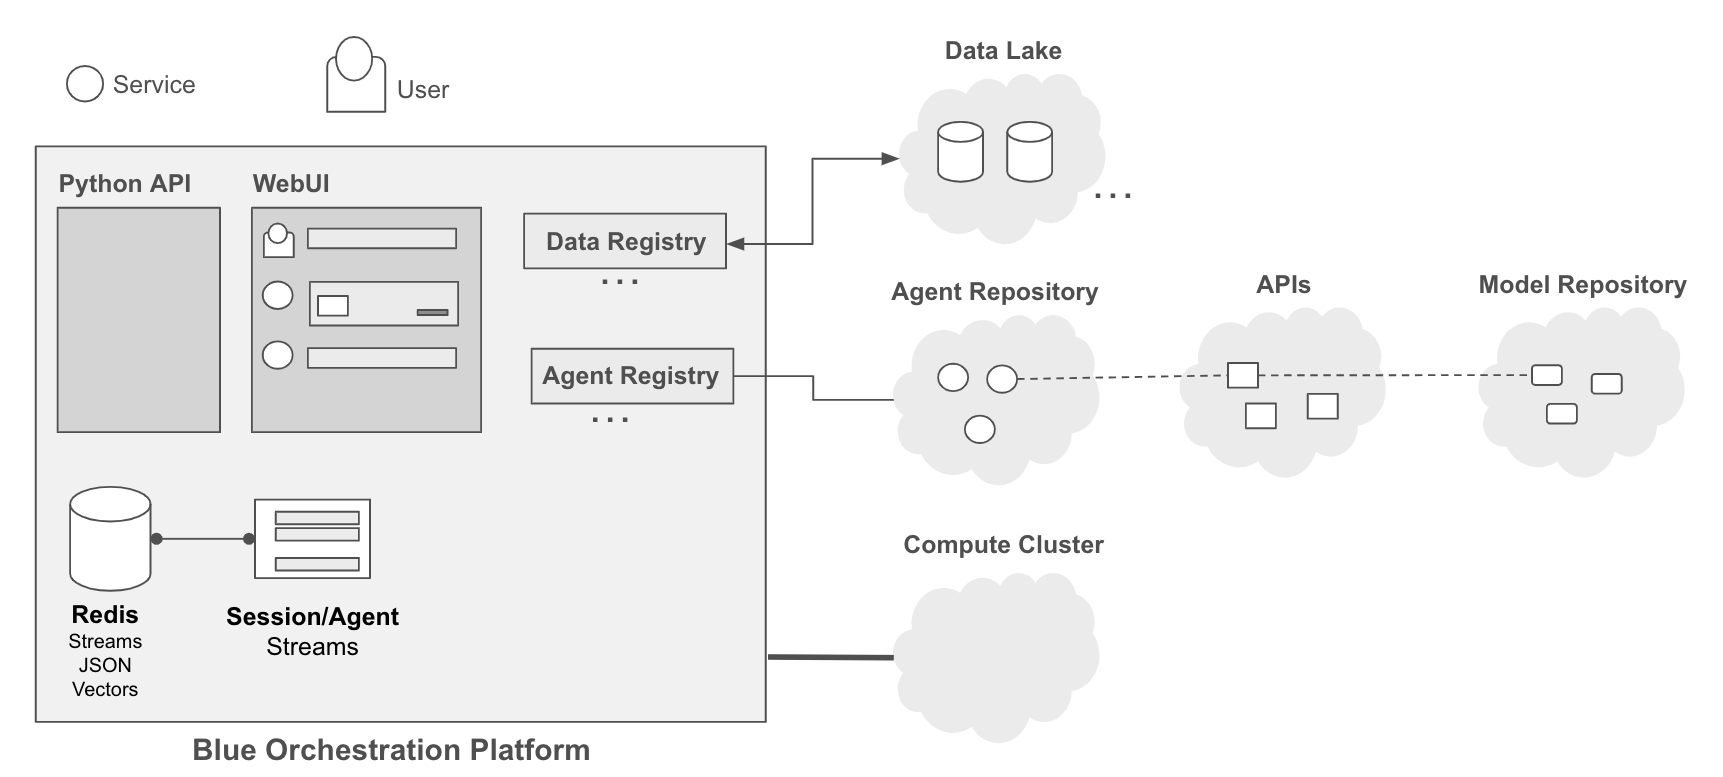 Service
User
Data Lake
. . .
Python API
WebUI
Data Registry
. . .
Agent Registry
. . .
Agent Repository
APIs
Model Repository
Redis
Streams
JSON
Vectors
Session/Agent
Streams
Compute Cluster
Blue Orchestration Platform